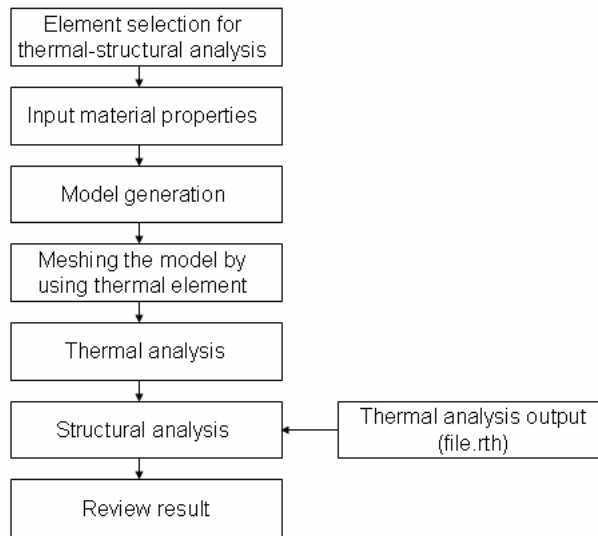 Element selection for
thermal-structural analysis
Input material properties
Model generation
Meshing the model by
using thermal element
Thermal analysis
Structural analysis
Thermal analysis output
(file.rth)
Review result